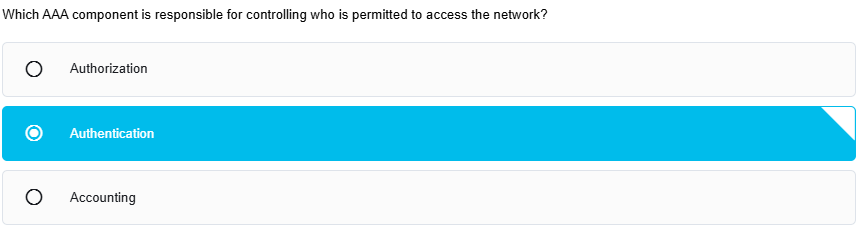 Which AAA component is responsible for controlling who is permitted to access the network?
Authorization
Authentication
Accounting